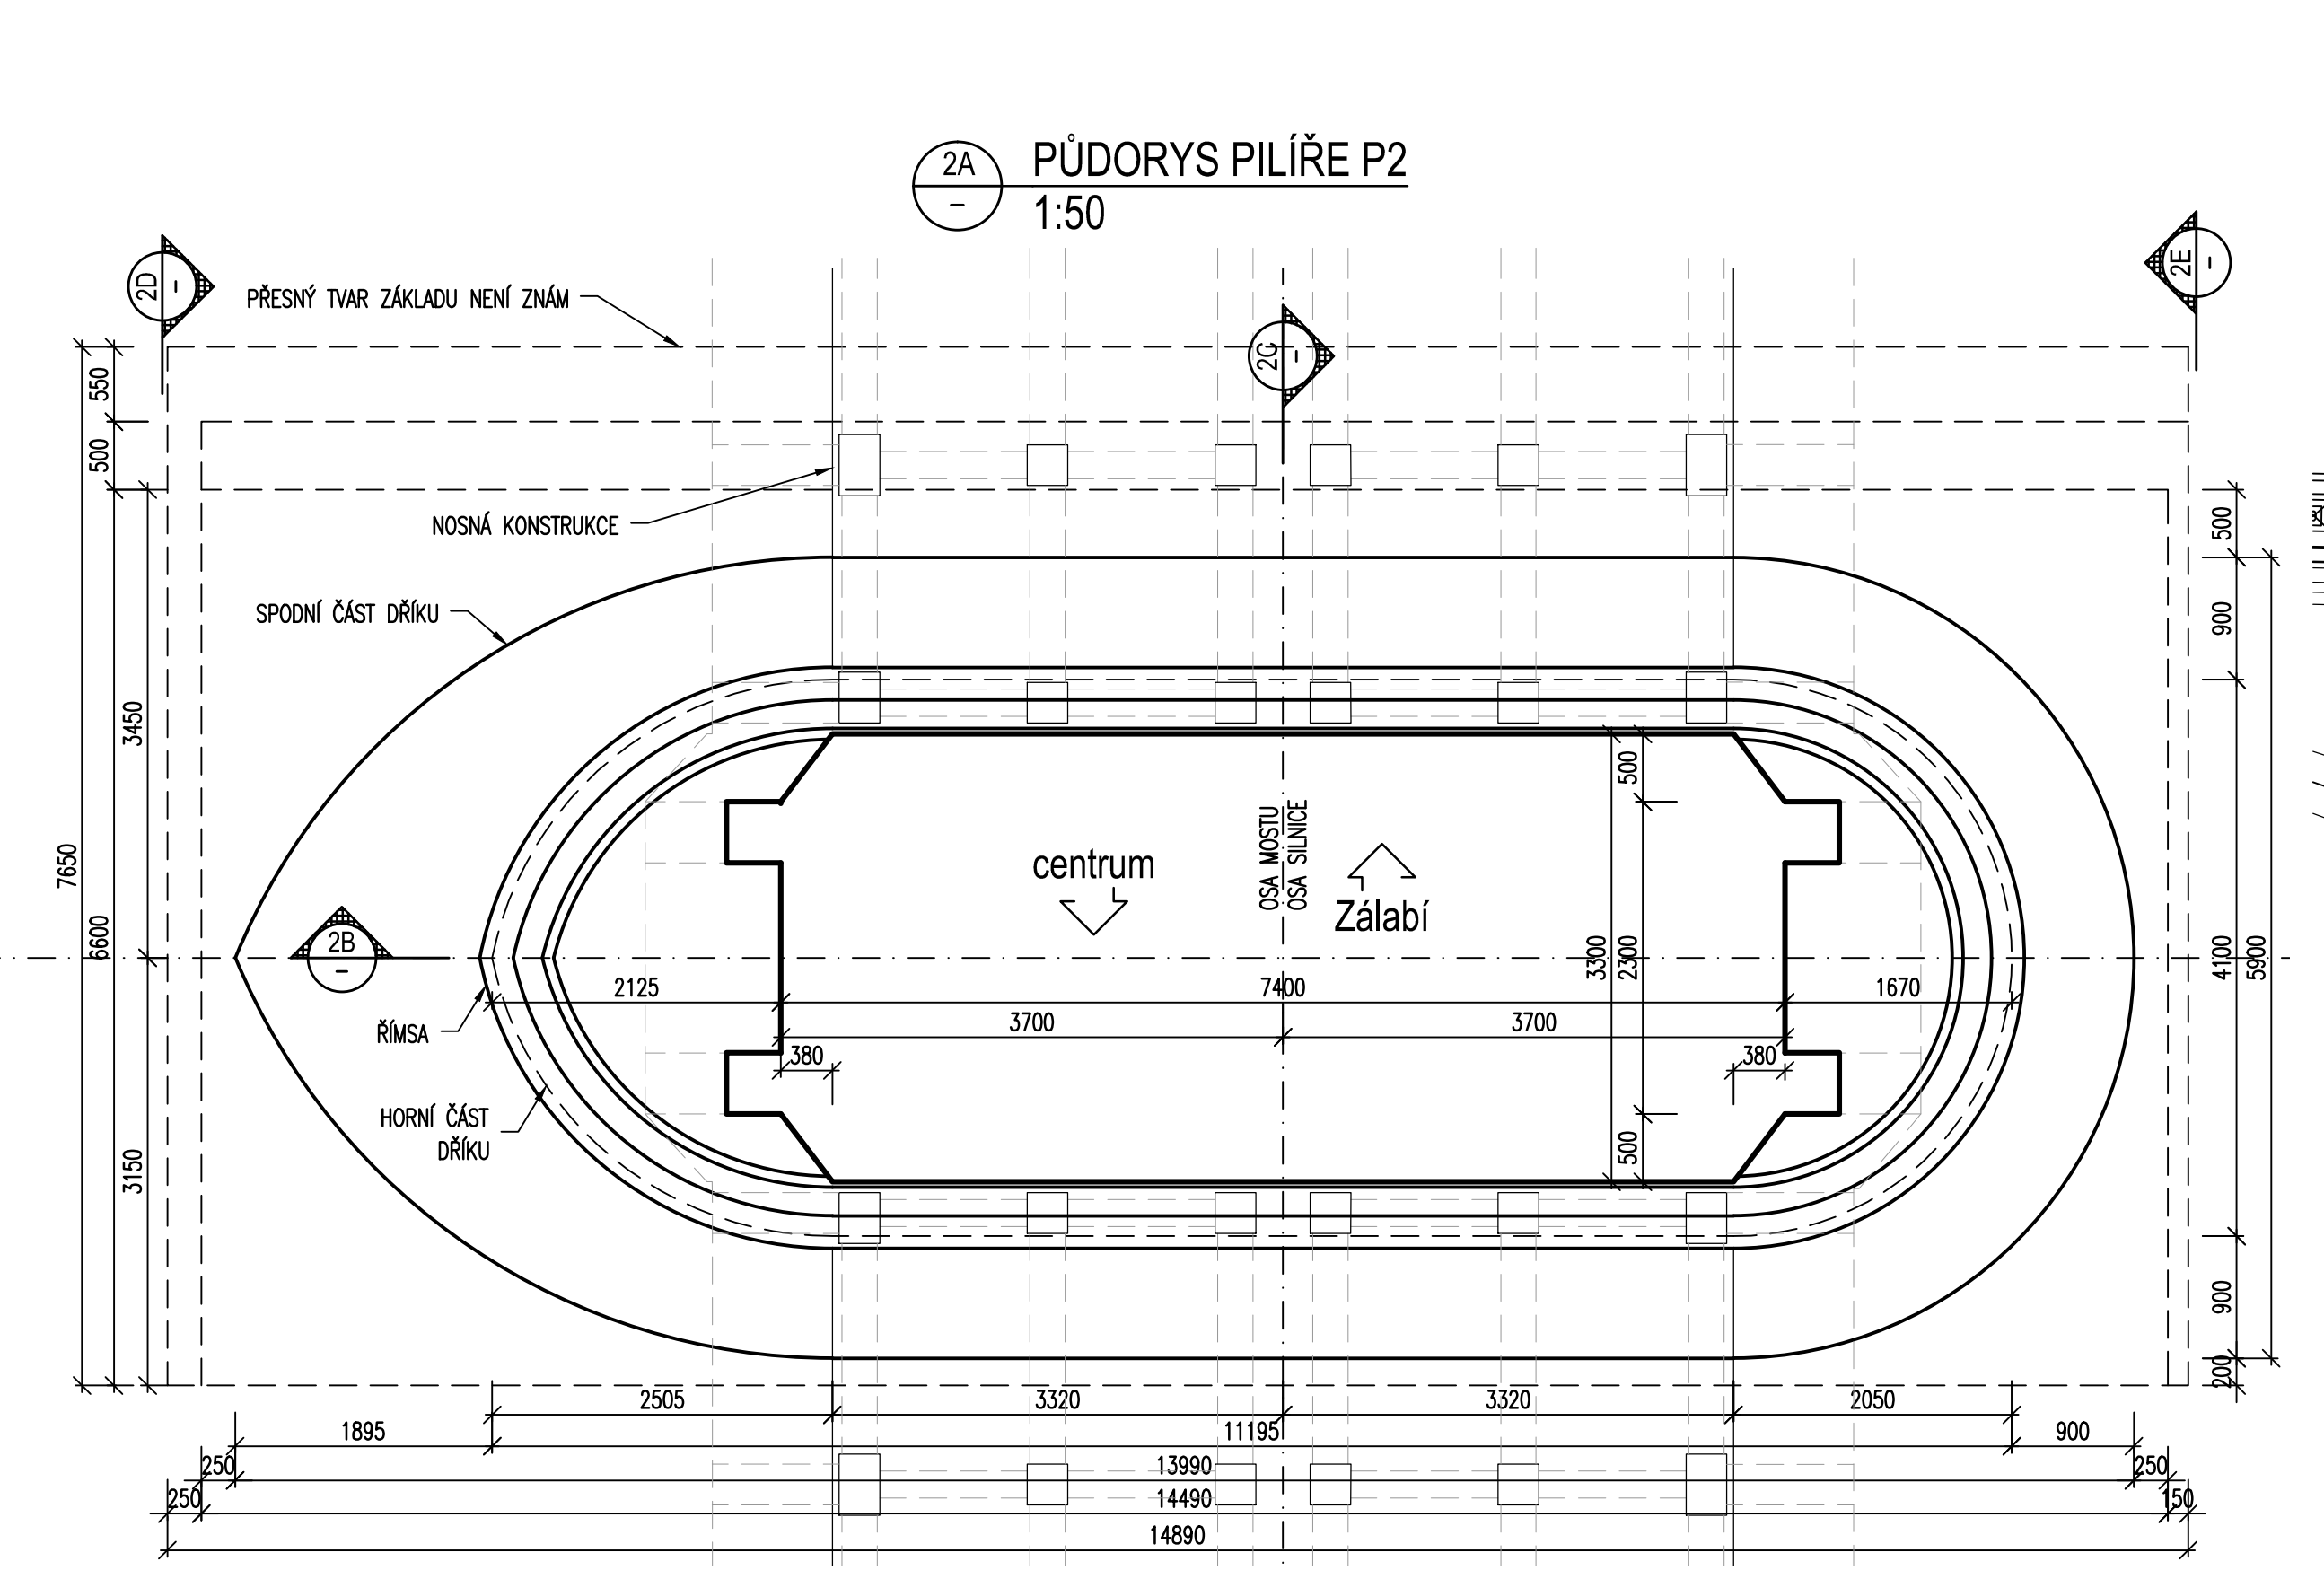 2A
PŮDORYS PILÍŘE P2
–
1:50
2D
-
PŘESNÝ TVAR ZÁKLADU NENÍ ZNÁM
2C
-
2E
-
550
500
NOSNÁ KONSTRUKCE
500
SPODNÍ ČÁST DŘÍKU
900
3450
500
7650
6600
centrum
OSA MOSTU
OSA SILNICE
Zálabí
3300
2300
4100
5900
2B
-
2125
7400
1670
ŘÍMSA
3700
3700
380
380
HORNÍ ČÁST
DŘÍKU
500
3150
900
200
2505
3320
3320
2050
1895
11195
900
250
13990
250
250
14490
150
14890